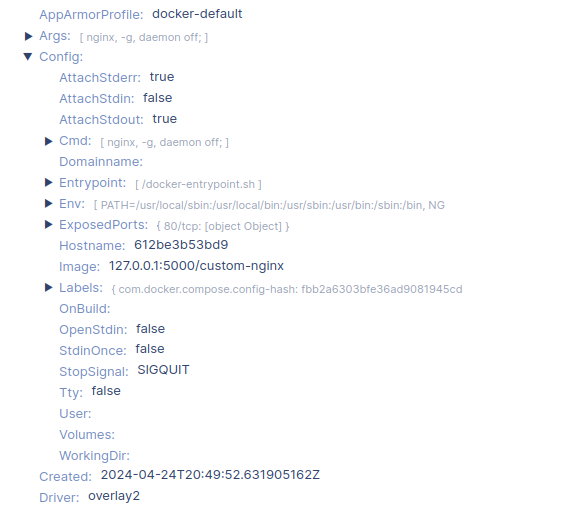 AppArmorProfile: docker-default
Args: [ nginx, -g, daemon off; ]
Config:
AttachStderr: true
AttachStdin: false
AttachStdout: true
Cmd: [ nginx, -g, daemon off; ]
Domainname:
Entrypoint: [ /docker-entrypoint.sh ]
Env: [ PATH=/usr/local/sbin:/usr/local/bin:/usr/sbin:/usr/bin:/sbin:/bin, NG
ExposedPorts: { 80/tcp: [object Object] }
Hostname: 612be3b53bd9
Image: 127.0.0.1:5000/custom-nginx
Labels: { com.docker.compose.config-hash: fbb2a6303bfe36ad9081945cd
OnBuild:
OpenStdin: false
StdinOnce: false
StopSignal: SIGQUIT
Tty: false
User:
Volumes:
WorkingDir:
Created: 2024-04-24T20:49:52.631905162Z
Driver: overlay2